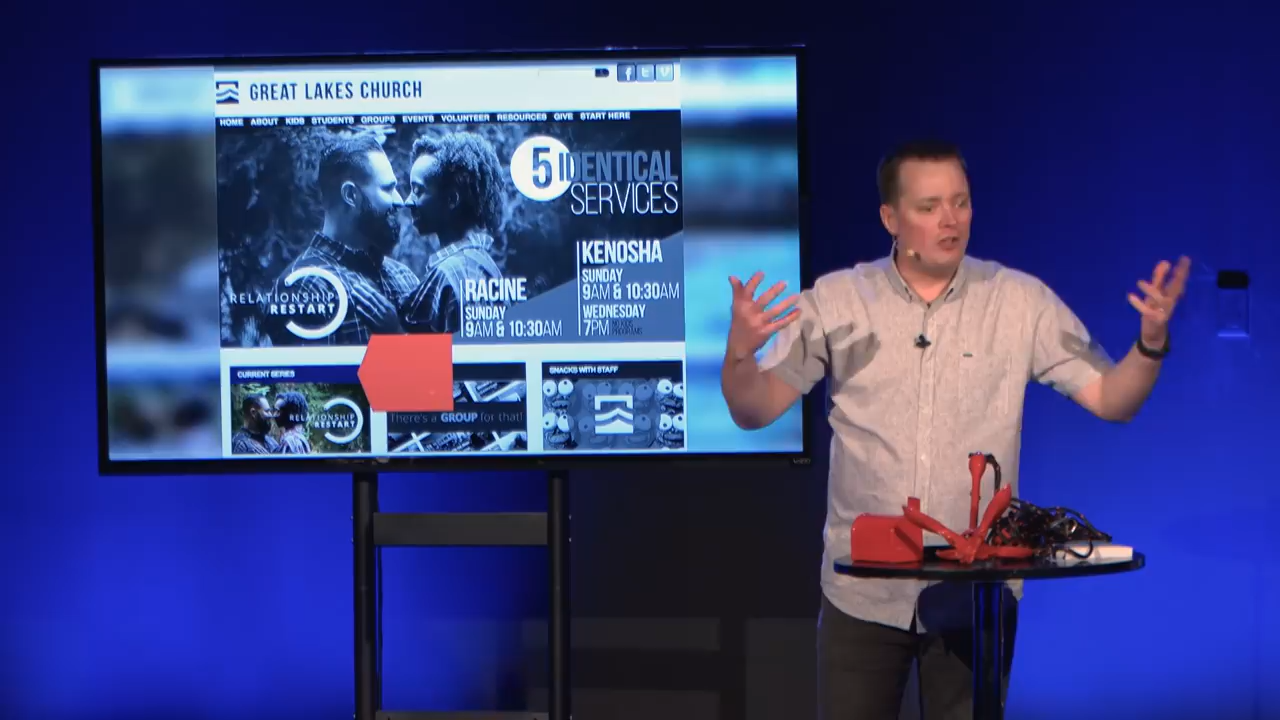 GREAT LAKES CHURCH
HOME ABOUT KIDS STUDENTS GROUPS EVENTS VOLUNTEER RESOURCES GIVE START HERE
5 IDENTICAL
SERVICES
KENOSHA
SUNDAY
9AM & 10:30AM
WEDNESDAY
7PM
RACINE
SUNDAY
9AM & 10:30AM
RELATIONSHIP
RESTART
CURRENT SERIES
RELATIONSHIP
RESTART
There's a GROUP for that!
SNACKS WITH STAFF